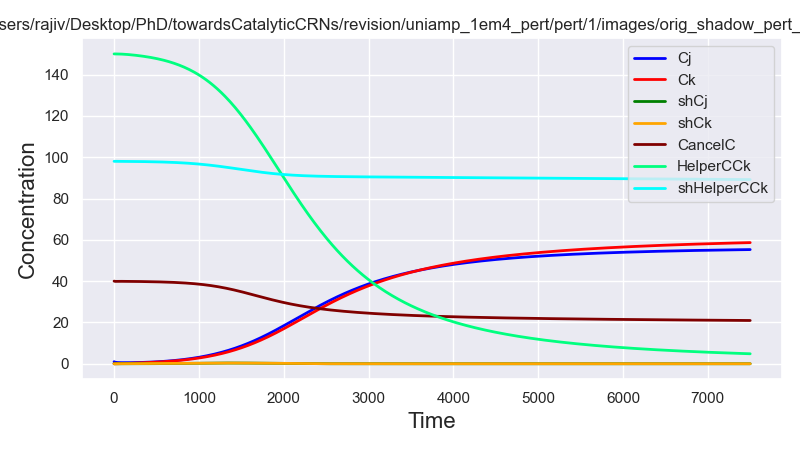 sers/rajiv/Desktop/PhD/towardsCatalyticCRNs/revision/uniamp_1em4_pert/pert/1/images/orig_shadow_pert_
Concentration
140
120
100
80
60
40
20
0
0
1000
2000
3000
4000
5000
6000
7000
Time
Cj
Ck
shCj
shCk
CancelC
HelperCCk
shHelperCCk